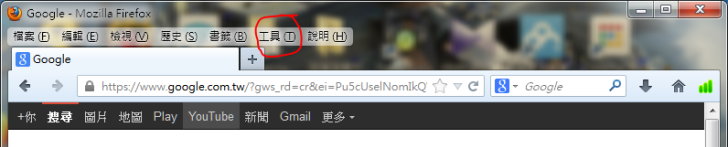 Google - Mozilla Firefox
檔案(F) 編輯(E) 檢視(V) 歷史(S) 書籤(B) 工具(T) 說明(H)
Google
https://www.google.com.tw/?gws_rd=cr&ei=Pu5cUselNomIkQ Google
+你 搜尋 圖片 地圖 Play YouTube 新聞 Gmail 更多